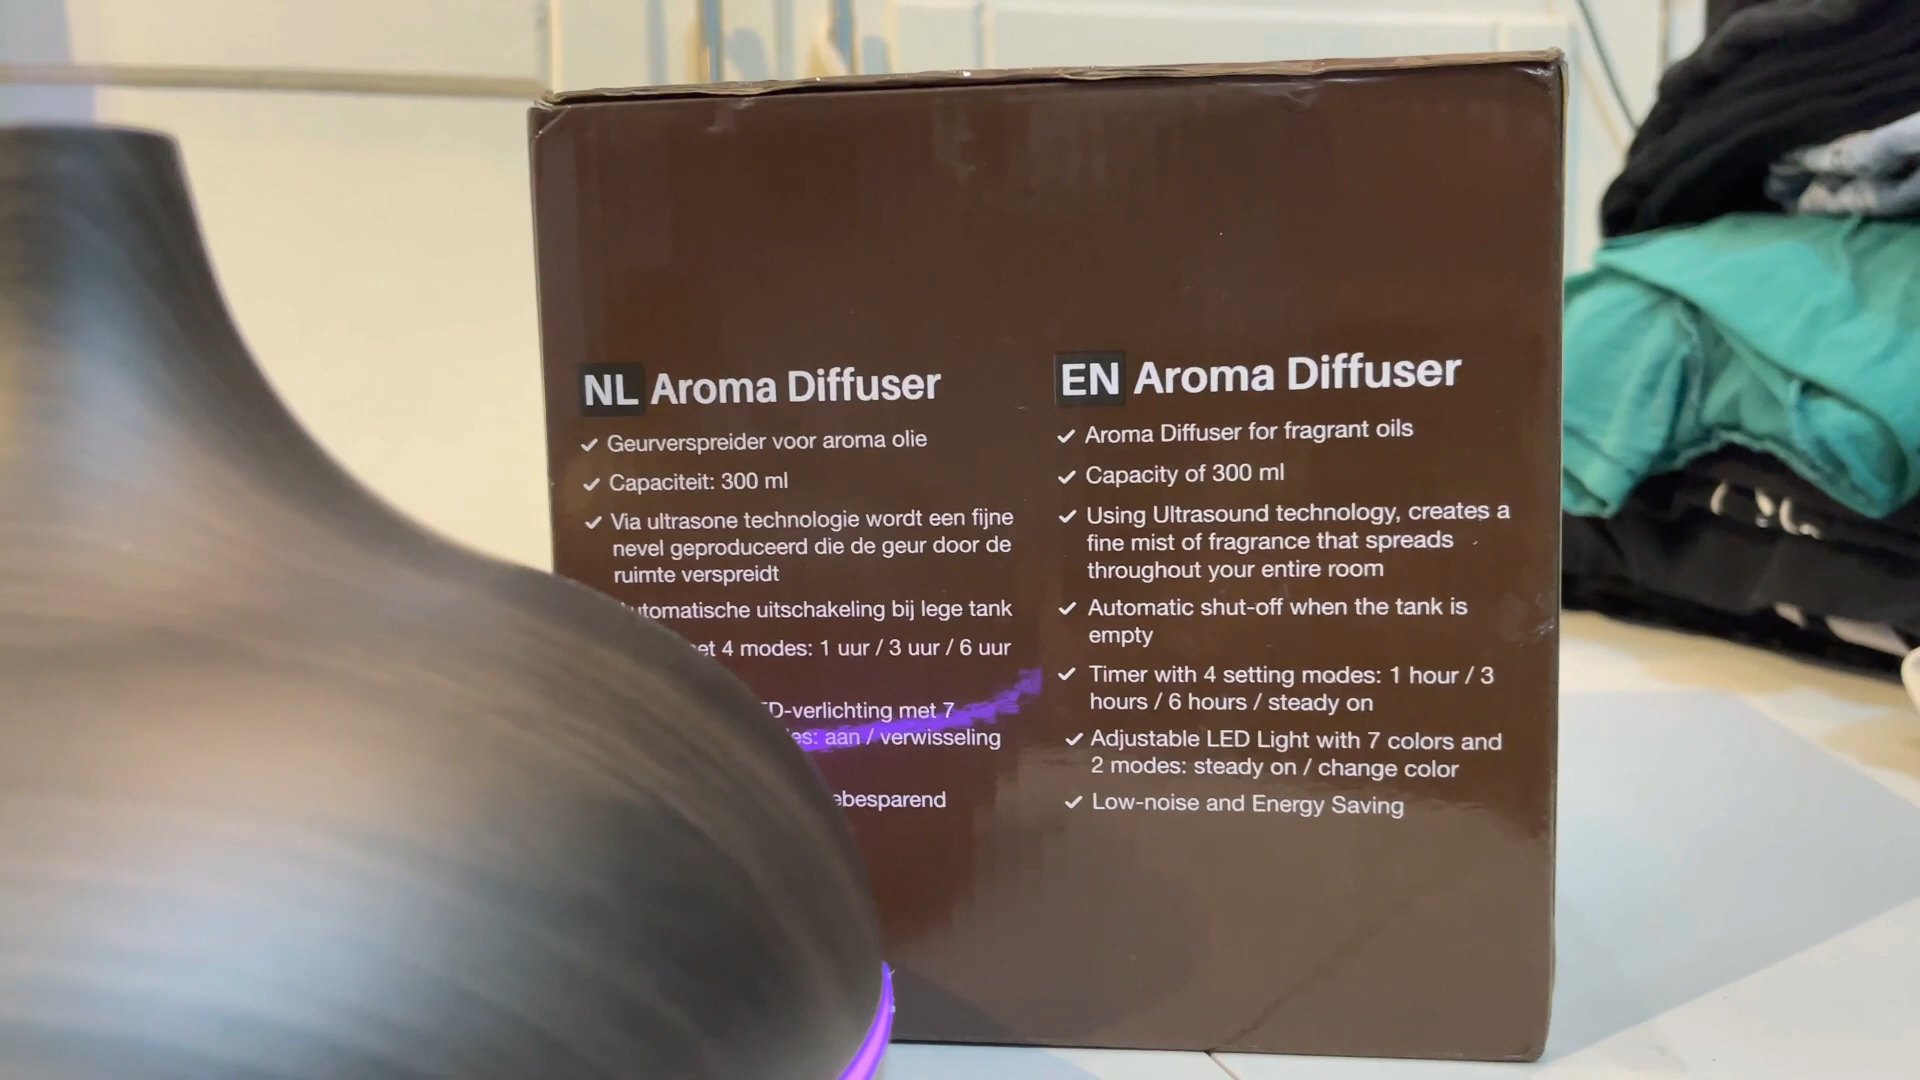 NL Aroma Diffuser
Geurverspreider voor aroma olie
Capaciteit: 300 ml
Via ultrasone technologie wordt een fijne
nevel geproduceerd die de geur door de
ruimte verspreidt
uitschakeling bij lege tank
4 modes: 1 uur / 3 uur / 6 uur
met 7
aan / verwisseling
EN Aroma Diffuser
Aroma Diffuser for fragrant oils
Capacity of 300 ml
Using Ultrasound technology, creates a
fine mist of fragrance that spreads
throughout your entire room
Automatic shut-off when the tank is
empty
Timer with 4 setting modes: 1 hour / 3
hours / 6 hours / steady on
Adjustable LED Light with 7 colors and
2 modes: steady on / change color
Low-noise and Energy Saving